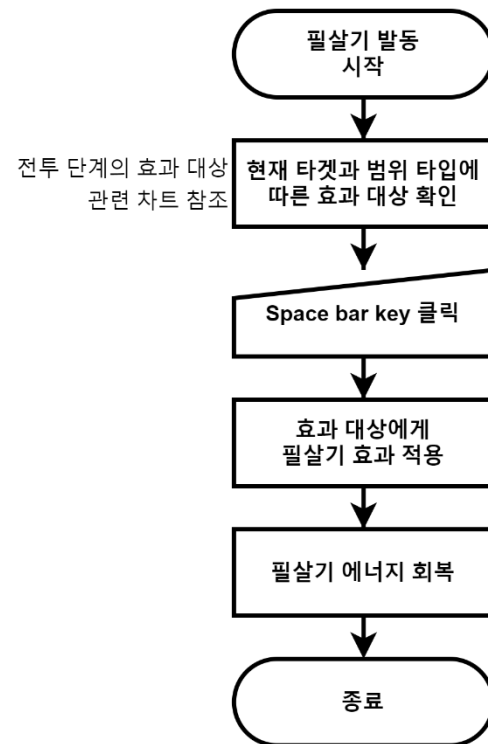 필살기 발동
시작
전투 단계의 효과 대상
관련 차트 참조
현재 타겟과 범위 타입에
따른 효과 대상 확인
Space bar key 클릭
효과 대상에게
필살기 효과 적용
필살기 에너지 회복
종료